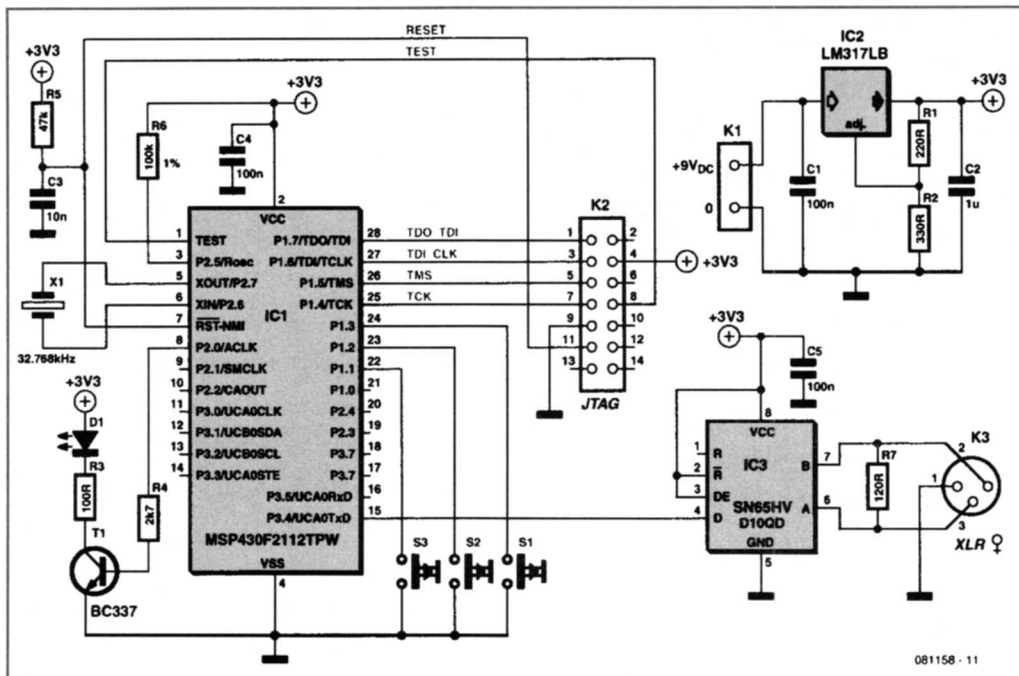 RESET
TEST
+3V3
R5
47k
C3
10n
R6
100k
1%
C4
100n
+3V3
2
VCC
IC1
MSP430F2112TPW
VSS
4
1 TEST
3 P2.5/Rosc
5 XOUT/P2.7
6 XIN/P2.6
7 RST-NMI
8 P2.0/ACLK
9 P2.1/SMCLK
10 P2.2/CAOUT
11 P3.0/UCA0CLK
12 P3.1/UCB0SDA
13 P3.2/UCB0SCL
14 P3.3/UCA0STE
P1.7/TDO/TDI 28 TDO TDI
P1.6/TDI/TCLK 27 TDI CLK
P1.5/TMS 26 TMS
P1.4/TCK 25 TCK
P1.3 24
P1.2 23
P1.1 22
P1.0 21
P2.4 20
P2.3 19
P3.7 18
P3.7 17
P3.5/UCA0RxD 16
P3.4/UCA0TxD 15
X1
32.768kHz
+3V3
D1
R3
100R
R4
2k7
T1
BC337
S3
S2
S1
K2
1 2
3 4
5 6
7 8
9 10
11 12
13 14
JTAG
+3V3
IC2
LM317LB
adj.
K1
+9VDC
0
C1
100n
R1
220R
R2
330R
C2
1u
+3V3
+3V3
C5
100n
8
VCC
IC3
SN65HV
D10QD
GND
5
1 R
2 R
3 DE
4 D
B 7
A 6
R7
120R
K3
2
1
3
XLR ♀
081158 - 11